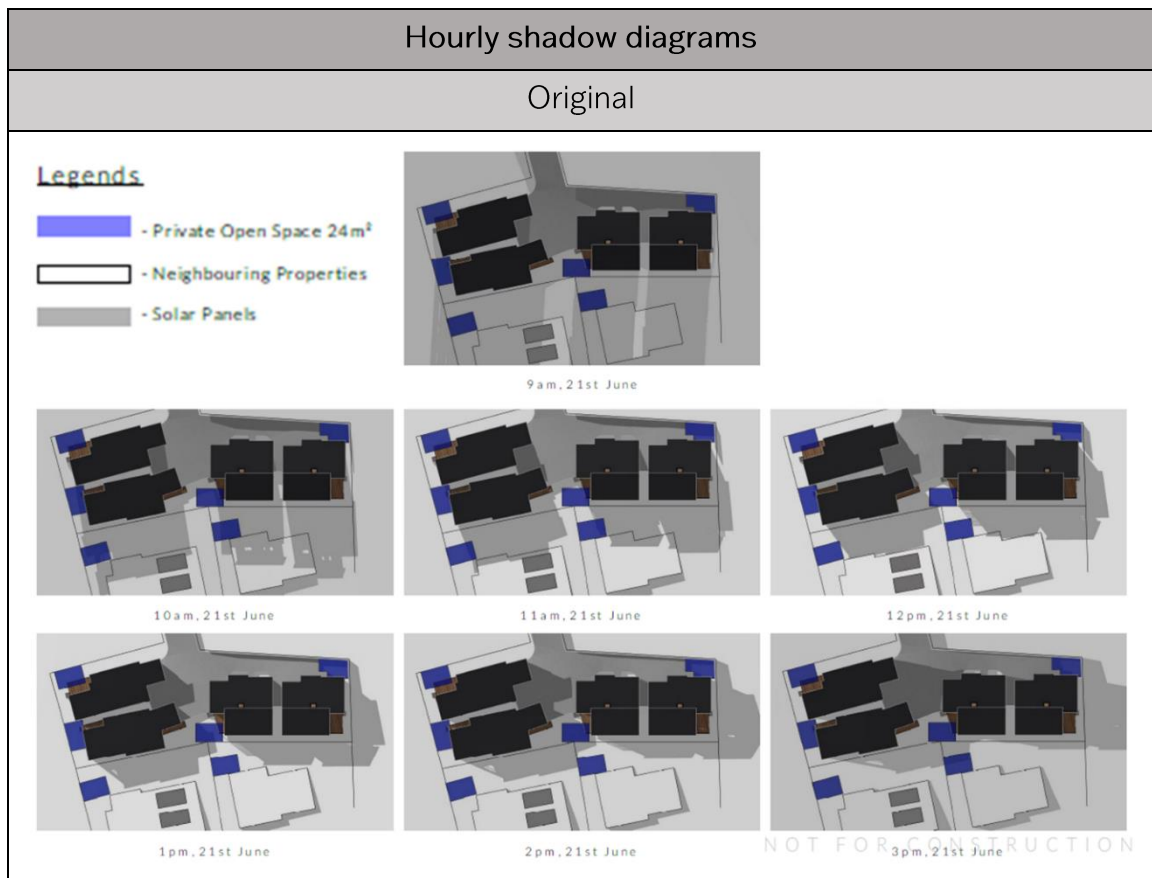 Hourly shadow diagrams
Original
Legends
- Private Open Space 24m²
- Neighbouring Properties
- Solar Panels
9am, 21st June
10am, 21st June
11am, 21st June
12pm, 21st June
1pm, 21st June
2pm, 21st June
3pm, 21st June
NOT FOR CONSTRUCTION